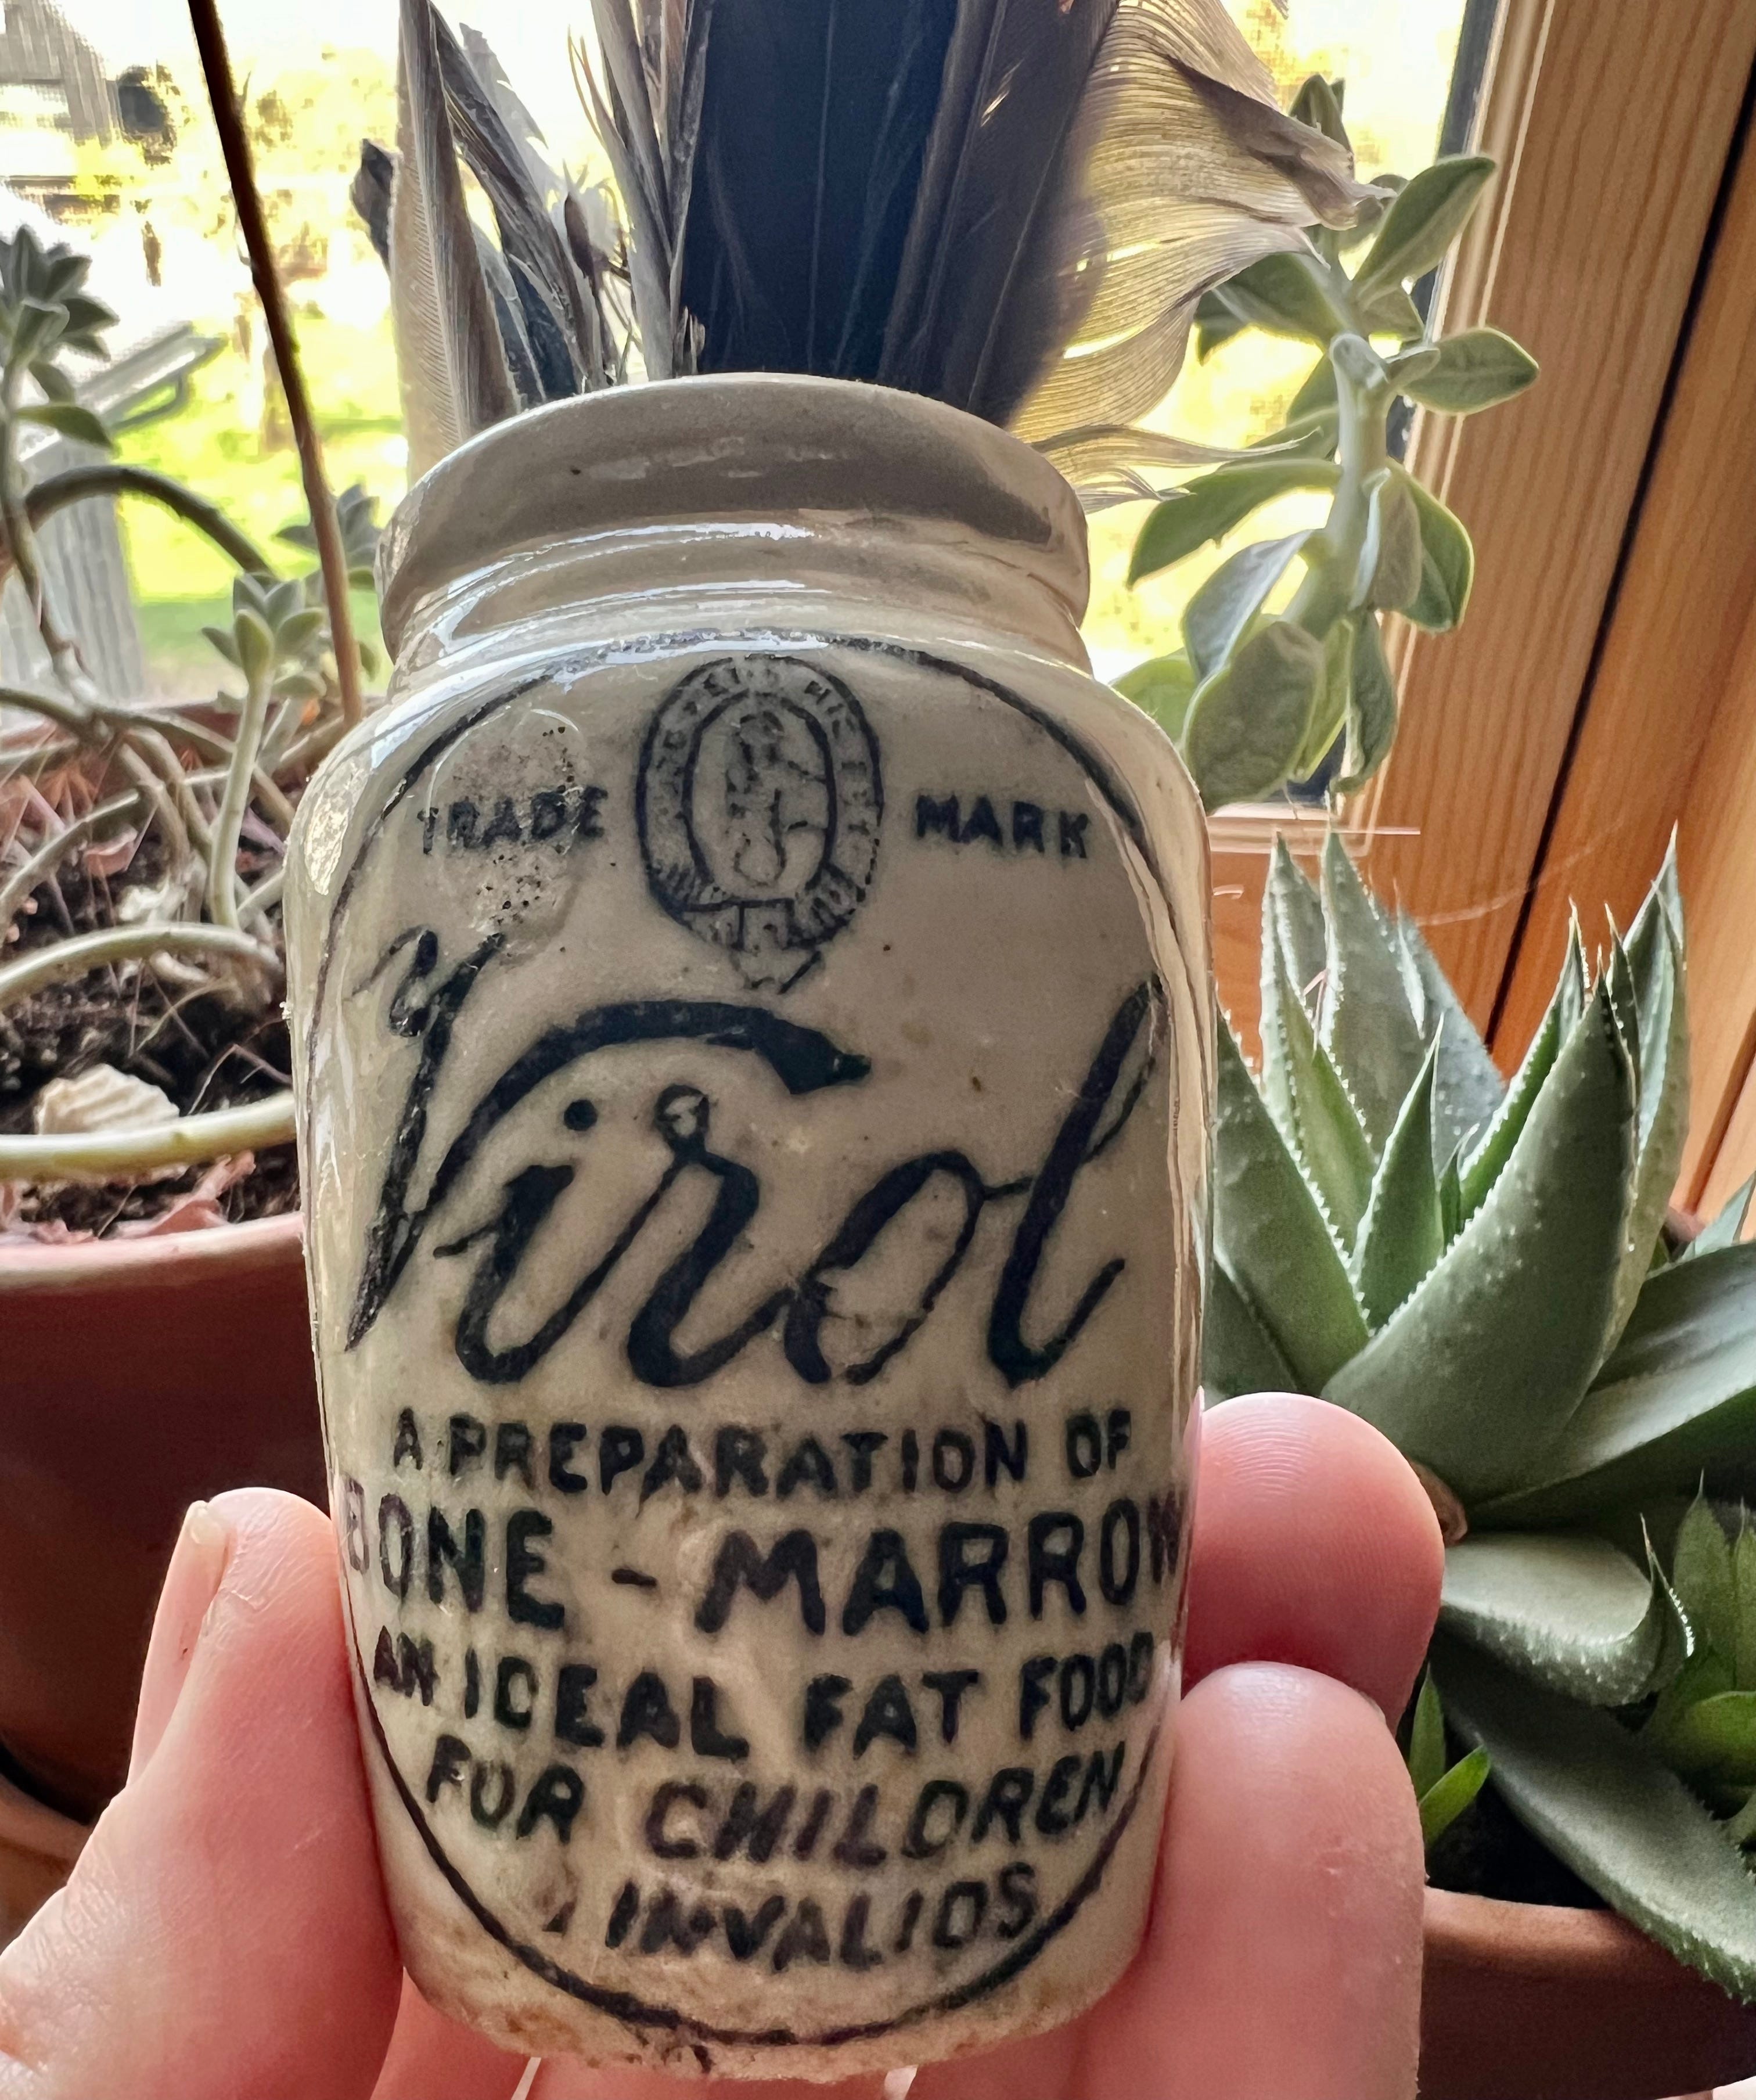 TRADE MARK
Virol
A PREPARATION OF
BONE-MARROW
AN IDEAL FAT FOOD
FOR CHILDREN
INVALIDS